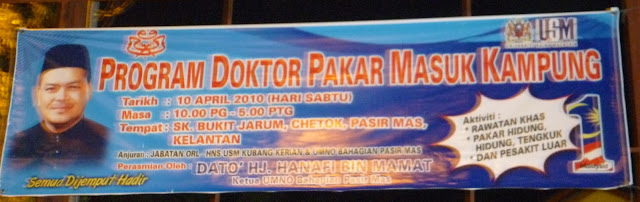 USM
PROGRAM DOKTOR PAKAR MASUK KAMPUNG
Tarikh : 10 APRIL 2010 (HARI SABTU)
Masa : 10.00 PG - 5.00 PTG
Tempat : SK. BUKIT JARUM, CHETOK, PASIR MAS,
KELANTAN
Anjuran : JABATAN ORL - HNS USM KUBANG KERIAN & UMNO BAHAGIAN PASIR MAS
Perasmian Oleh : DATO' HJ. HANAFI BIN MAMAT
Ketua UMNO Bahagian Pasir Mas
Semua Dijemput Hadir
Aktiviti :
• RAWATAN KHAS
• PAKAR HIDUNG,
HIDUNG, TENGKUK
• DAN PESAKIT LUAR
1